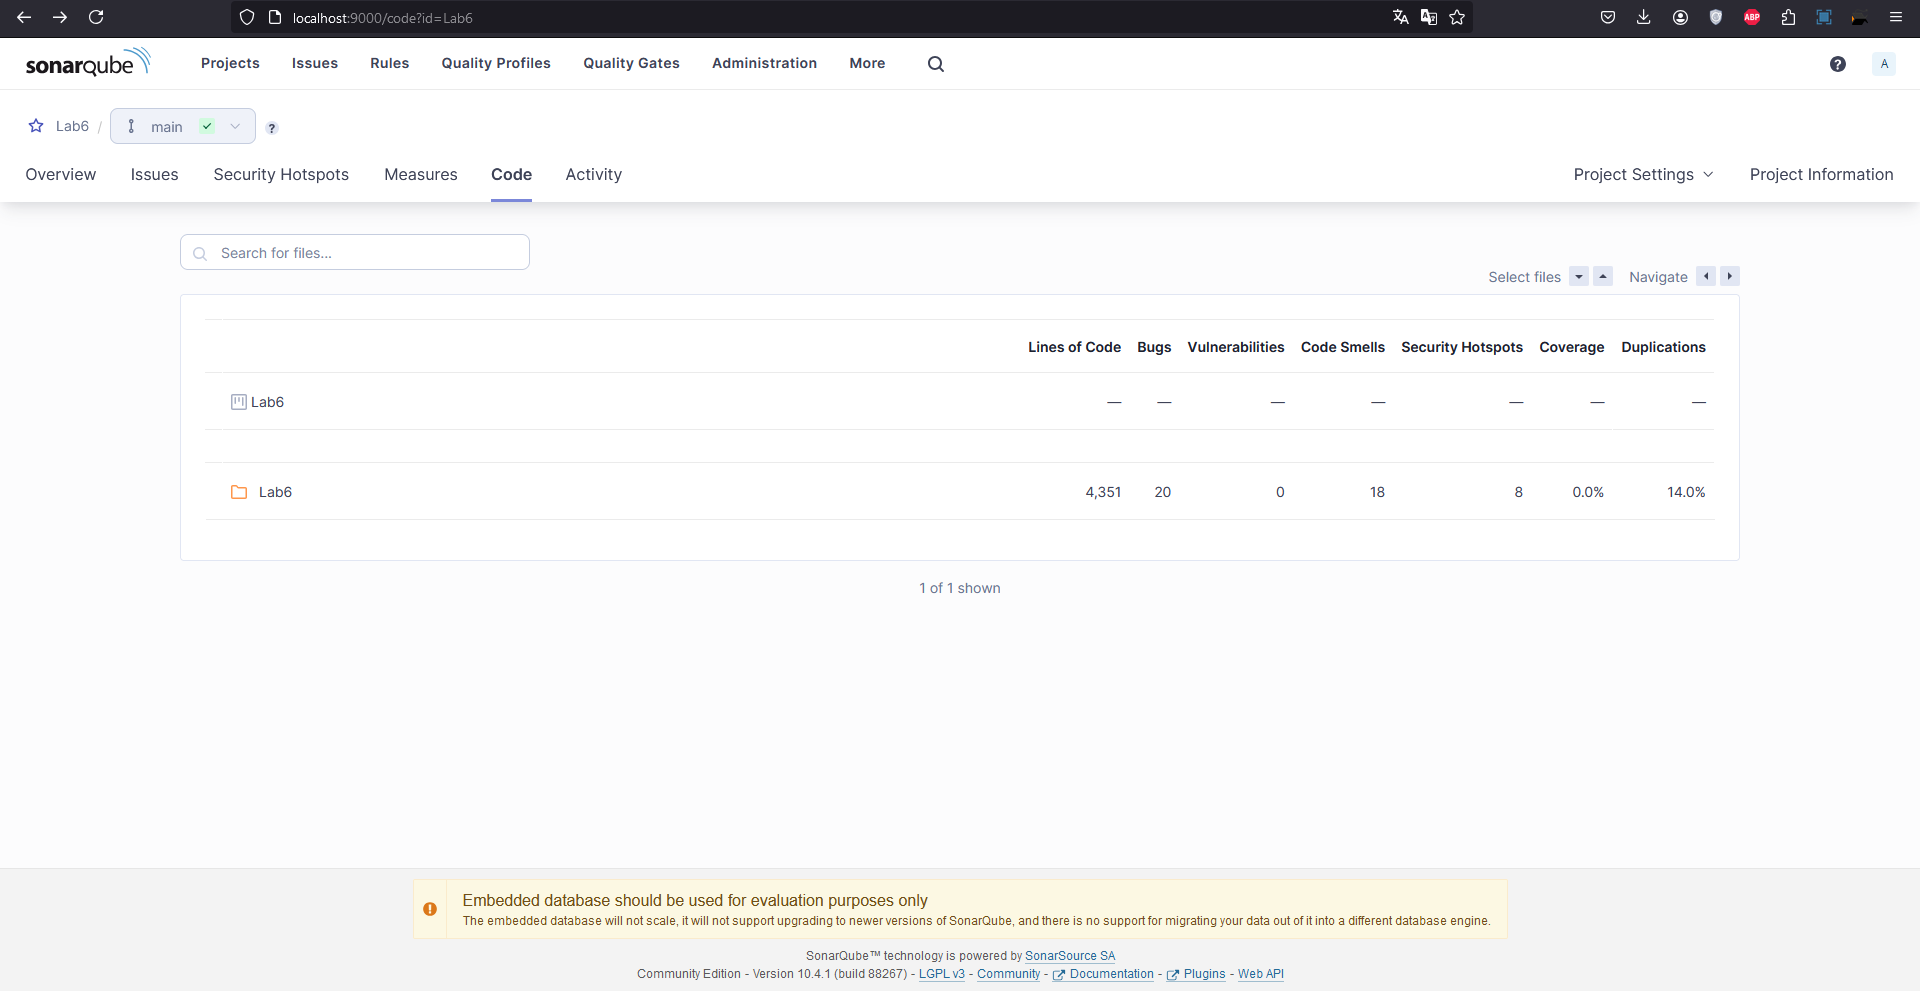 localhost:9000/code?id=Lab6
ABP
sonarqube
Projects Issues Rules Quality Profiles Quality Gates Administration More
? A
Lab6 / main ?
Overview Issues Security Hotspots Measures Code Activity Project Settings Project Information
Search for files...
Select files Navigate
Lines of Code Bugs Vulnerabilities Code Smells Security Hotspots Coverage Duplications
Lab6 — — — — — — —
Lab6 4,351 20 0 18 8 0.0% 14.0%
1 of 1 shown
Embedded database should be used for evaluation purposes only
The embedded database will not scale, it will not support upgrading to newer versions of SonarQube, and there is no support for migrating your data out of it into a different database engine.
SonarQube™ technology is powered by SonarSource SA
Community Edition - Version 10.4.1 (build 88267) - LGPL v3 - Community - Documentation - Plugins - Web API